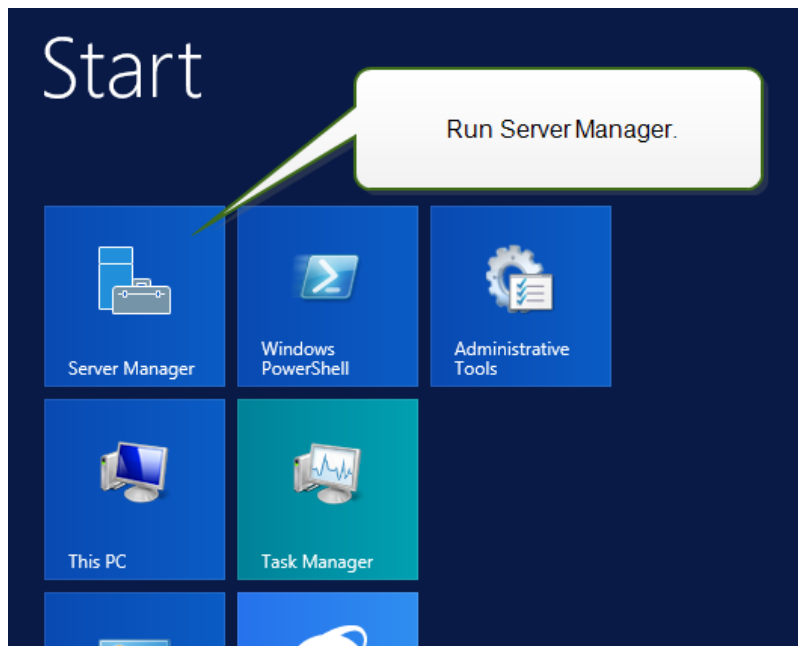 Start
Run Server Manager.
Server Manager
Windows
PowerShell
Administrative
Tools
This PC
Task Manager